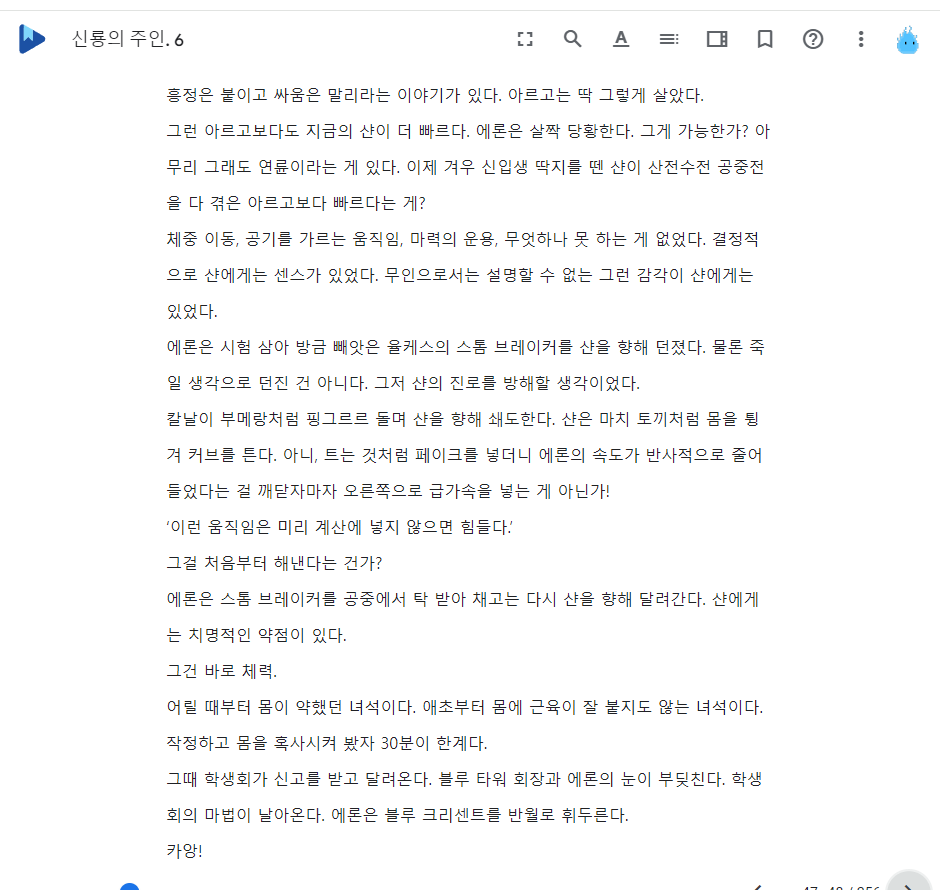 신룡의 주인. 6
흥정은 붙이고 싸움은 말리라는 이야기가 있다. 아르고는 딱 그렇게 살았다.
그런 아르고보다도 지금의 샨이 더 빠르다. 에론은 살짝 당황한다. 그게 가능한가? 아
무리 그래도 연륜이라는 게 있다. 이제 겨우 신입생 딱지를 뗀 샨이 산전수전 공중전
을 다 겪은 아르고보다 빠르다는 게?
체중 이동, 공기를 가르는 움직임, 마력의 운용, 무엇하나 못 하는 게 없었다. 결정적
으로 샨에게는 센스가 있었다. 무인으로서는 설명할 수 없는 그런 감각이 샨에게는
있었다.
에론은 시험 삼아 방금 빼앗은 율케스의 스톰 브레이커를 샨을 향해 던졌다. 물론 죽
일 생각으로 던진 건 아니다. 그저 샨의 진로를 방해할 생각이었다.
칼날이 부메랑처럼 핑그르르 돌며 샨을 향해 쇄도한다. 샨은 마치 토끼처럼 몸을 튕
겨 커브를 튼다. 아니, 트는 것처럼 페이크를 넣더니 에론의 속도가 반사적으로 줄어
들었다는 걸 깨닫자마자 오른쪽으로 급가속을 넣는 게 아닌가!
‘이런 움직임은 미리 계산에 넣지 않으면 힘들다.’
그걸 처음부터 해낸다는 건가?
에론은 스톰 브레이커를 공중에서 탁 받아 채고는 다시 샨을 향해 달려간다. 샨에게
는 치명적인 약점이 있다.
그건 바로 체력.
어릴 때부터 몸이 약했던 녀석이다. 애초부터 몸에 근육이 잘 붙지도 않는 녀석이다.
작정하고 몸을 혹사시켜 봤자 30분이 한계다.
그때 학생회가 신고를 받고 달려온다. 블루 타워 회장과 에론의 눈이 부딪친다. 학생
회의 마법이 날아온다. 에론은 블루 크리센트를 반월로 휘두른다.
카앙!